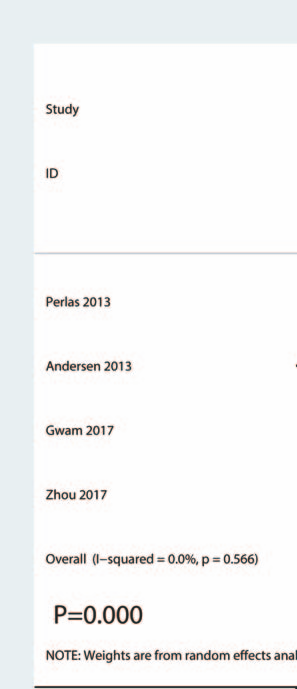 Study
ID
Perlas 2013
Andersen 2013
Gwam 2017
Zhou 2017
Overall (I−squared = 0.0%, p = 0.566)
P=0.000
NOTE: Weights are from random effects